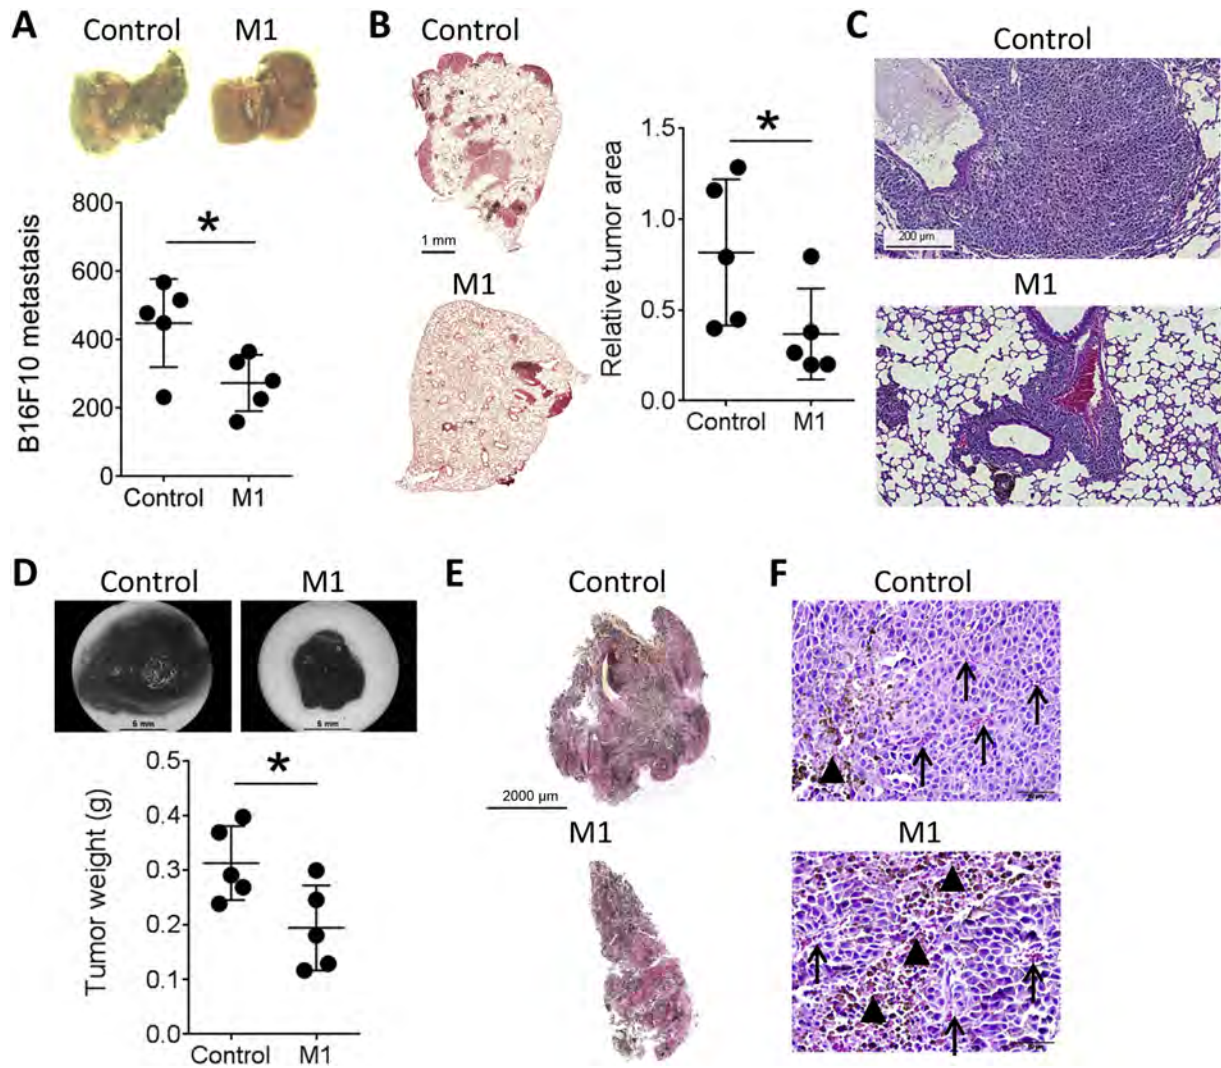 A
Control
M1
800
600
400
200
0
B16F10 metastasis
*
Control
M1
B
Control
1 mm
M1
1.5
1.0
0.5
0.0
Relative tumor area
*
Control
M1
C
Control
200 µm
M1
D
Control
M1
6 mm
6 mm
0.5
0.4
0.3
0.2
0.1
0.0
Tumor weight (g)
*
Control
M1
E
Control
2000 µm
M1
F
Control
M1